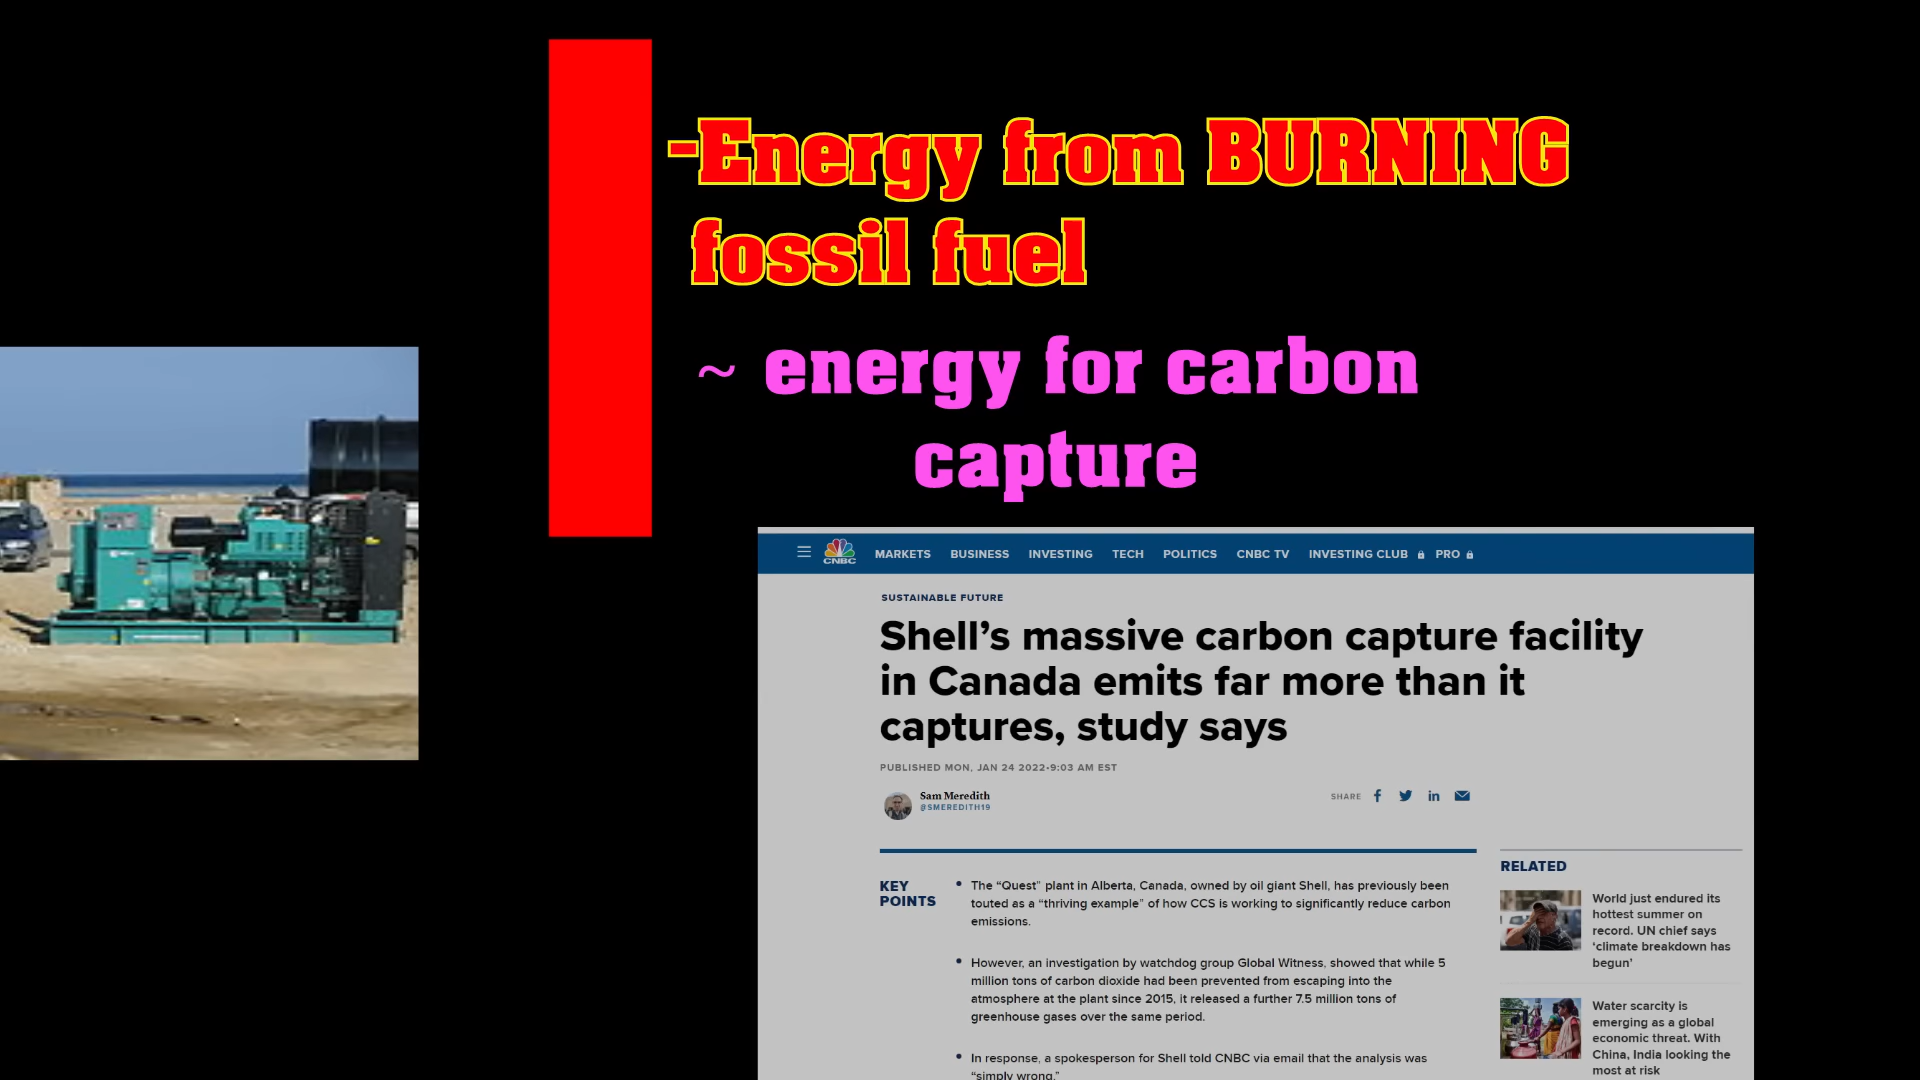 -Energy from BURNING
fossil fuel
~ energy for carbon
capture
CNBC
MARKETS BUSINESS INVESTING TECH POLITICS CNBC TV INVESTING CLUB PRO
SUSTAINABLE FUTURE
Shell’s massive carbon capture facility
in Canada emits far more than it
captures, study says
PUBLISHED MON, JAN 24 2022•9:03 AM EST
Sam Meredith
@SMEREDITH19
SHARE
KEY
POINTS
• The “Quest” plant in Alberta, Canada, owned by oil giant Shell, has previously been
touted as a “thriving example” of how CCS is working to significantly reduce carbon
emissions.
• However, an investigation by watchdog group Global Witness, showed that while 5
million tons of carbon dioxide had been prevented from escaping into the
atmosphere at the plant since 2015, it released a further 7.5 million tons of
greenhouse gases over the same period.
• In response, a spokesperson for Shell told CNBC via email that the analysis was
“simply wrong.”
RELATED
World just endured its
hottest summer on
record. UN chief says
‘climate breakdown has
begun’
Water scarcity is
emerging as a global
economic threat. With
China, India looking the
most at risk